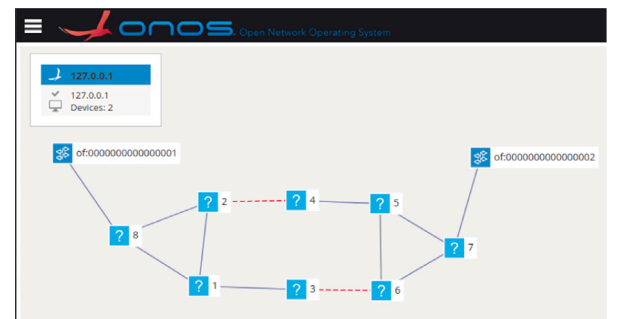 onos. Open Network Operating System
127.0.0.1
127.0.0.1
Devices: 2
of:0000000000000001
of:0000000000000002
? 2
? 4
? 5
? 8
? 7
? 1
? 3
? 6